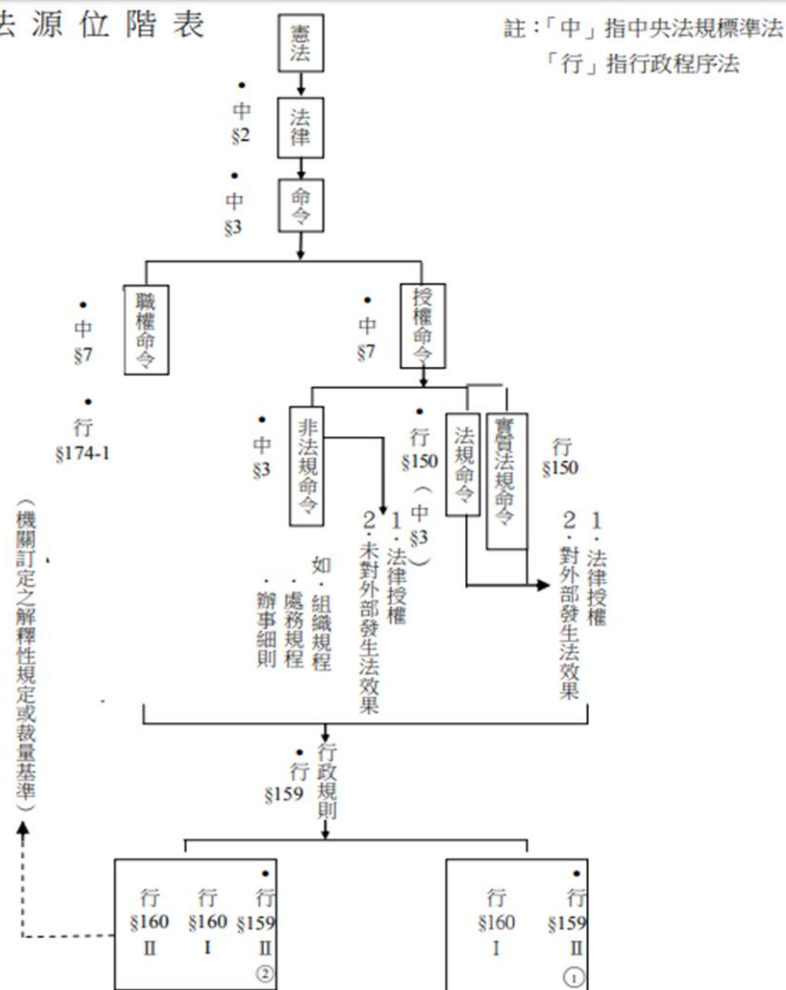 法源位階表
註：「中」指中央法規標準法
「行」指行政程序法
憲法
• 中 §2
法律
• 中 §3
命令
• 中 §7
• 行 §174-1
職權命令
• 中 §7
授權命令
• 中 §3
非法規命令
• 行 §150（中 §3）
法規命令
實質法規命令
行 §150
1.法律授權
2.未對外部發生法效果
如．組織規程
．處務規程
．辦事細則
1.法律授權
2.對外部發生法效果
（機關訂定之解釋性規定或裁量基準）
行政規則
• 行 §159
• 行 §159 II ②
行 §160 I
行 §160 II
• 行 §159 II ①
行 §160 I